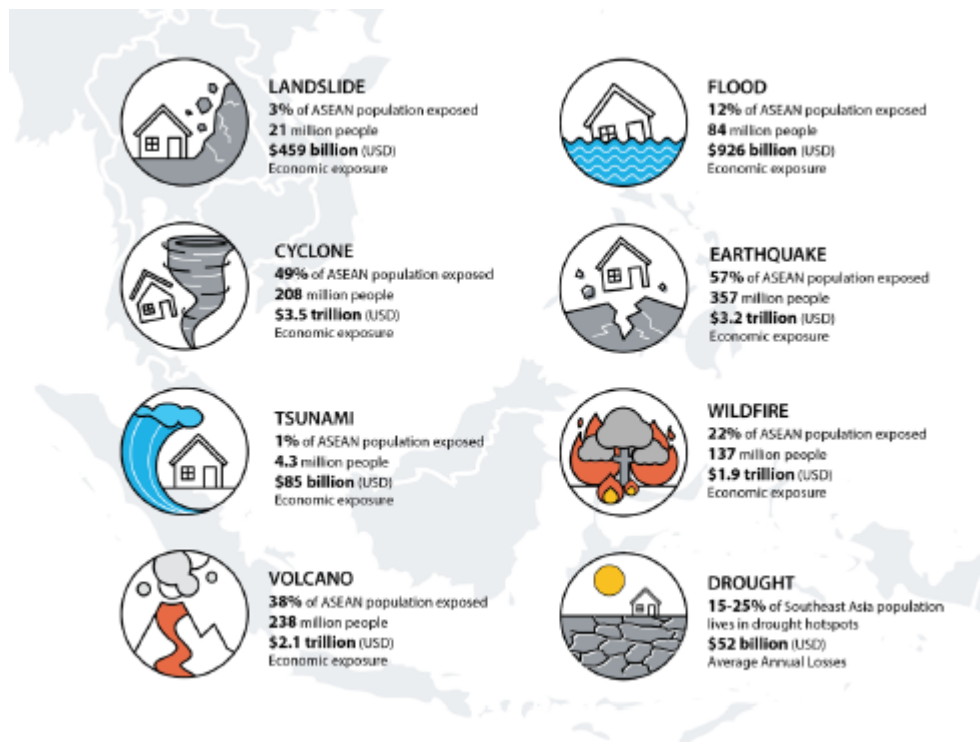 LANDSLIDE
3% of ASEAN population exposed
21 million people
$459 billion (USD)
Economic exposure
FLOOD
12% of ASEAN population exposed
84 million people
$926 billion (USD)
Economic exposure
CYCLONE
49% of ASEAN population exposed
208 million people
$3.5 trillion (USD)
Economic exposure
EARTHQUAKE
57% of ASEAN population exposed
357 million people
$3.2 trillion (USD)
Economic exposure
TSUNAMI
1% of ASEAN population exposed
4.3 million people
$85 billion (USD)
Economic exposure
WILDFIRE
22% of ASEAN population exposed
137 million people
$1.9 trillion (USD)
Economic exposure
VOLCANO
38% of ASEAN population exposed
238 million people
$2.1 trillion (USD)
Economic exposure
DROUGHT
15-25% of Southeast Asia population
lives in drought hotspots
$52 billion (USD)
Average Annual Losses